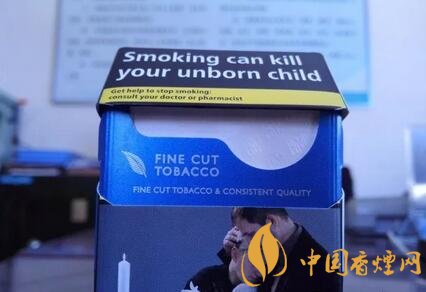 Smoking can kill
your unborn child
Get help to stop smoking:
consult your doctor or pharmacist
FINE CUT
TOBACCO
FINE CUT TOBACCO & CONSISTENT QUALITY
中国香烟网